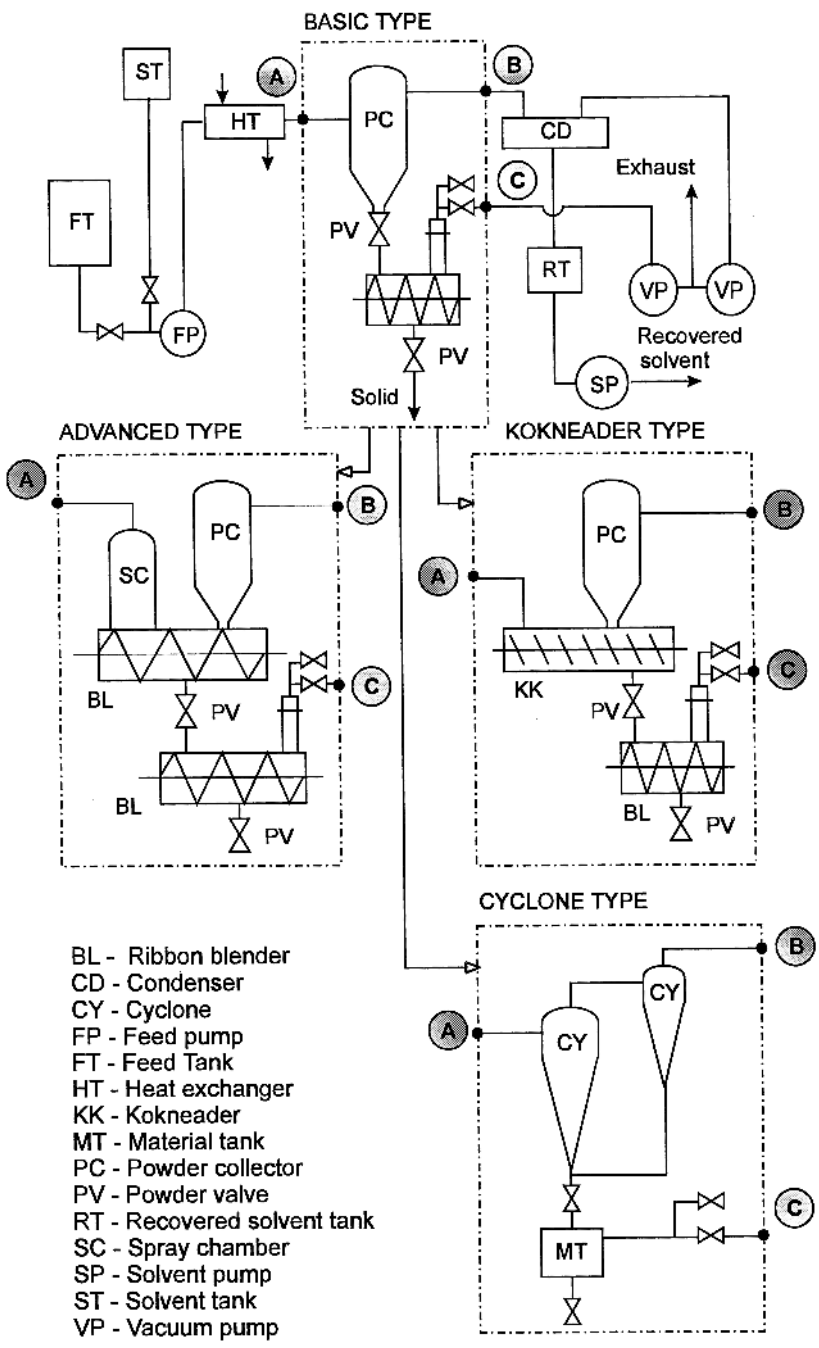 BASIC TYPE
ST
A
B
HT
PC
CD
C
Exhaust
FT
PV
RT
VP
VP
FP
PV
Recovered
solvent
SP
Solid
ADVANCED TYPE
KOKNEADER TYPE
A
B
PC
SC
B
PC
A
C
BL
PV
KK
PV
C
BL
PV
BL
PV
CYCLONE TYPE
B
CY
A
CY
C
MT
BL - Ribbon blender
CD - Condenser
CY - Cyclone
FP - Feed pump
FT - Feed Tank
HT - Heat exchanger
KK - Kokneader
MT - Material tank
PC - Powder collector
PV - Powder valve
RT - Recovered solvent tank
SC - Spray chamber
SP - Solvent pump
ST - Solvent tank
VP - Vacuum pump